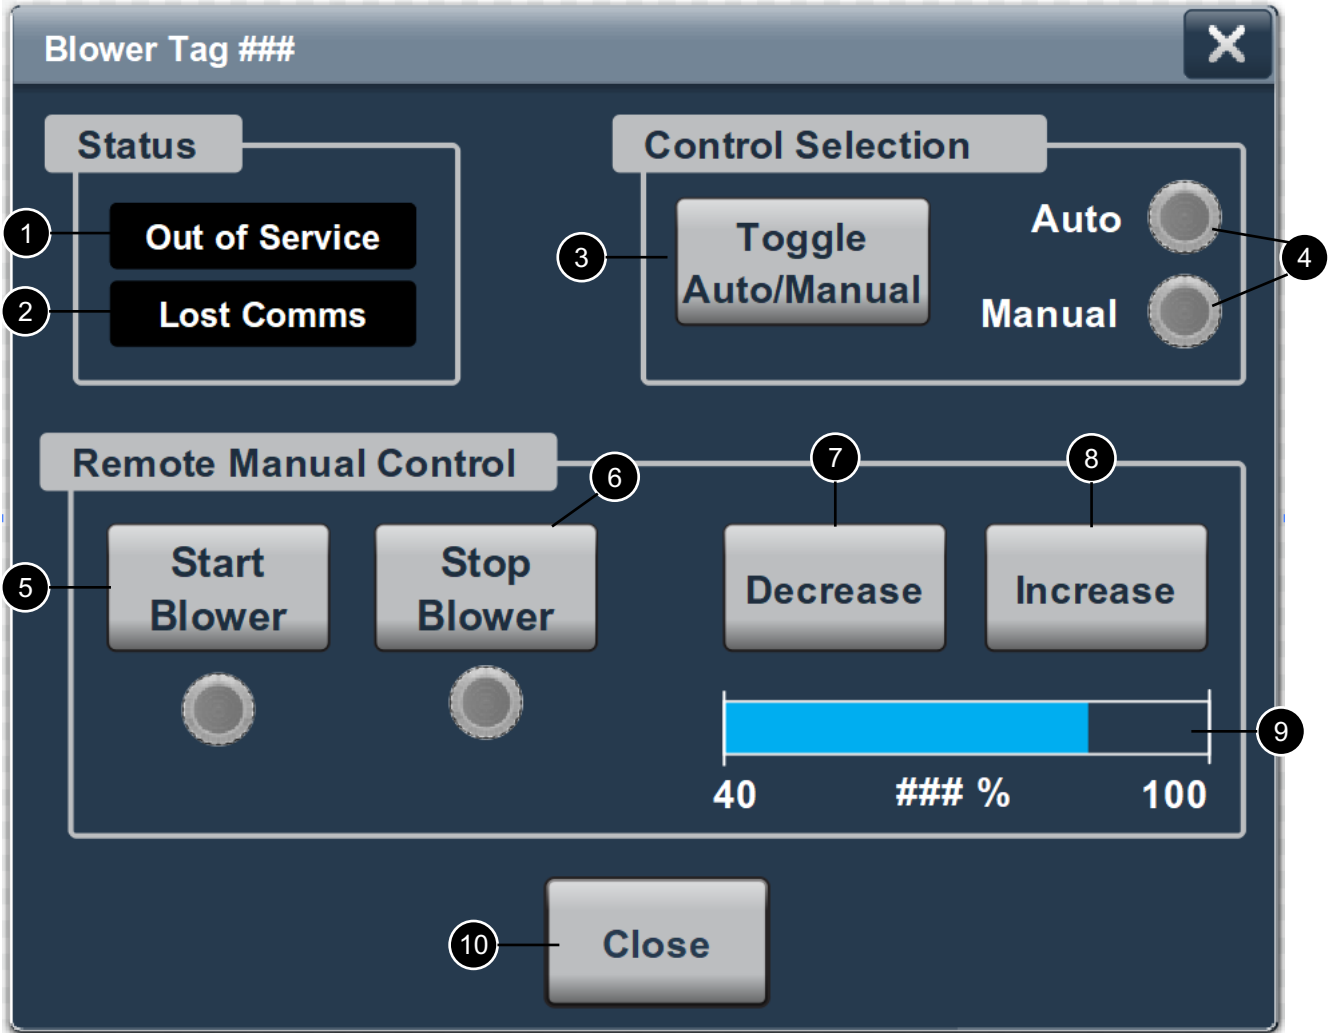 Blower Tag ###
Status
Control Selection
1
Out of Service
2
Lost Comms
3
Toggle
Auto/Manual
Auto
Manual
4
Remote Manual Control
5
Start
Blower
6
Stop
Blower
7
Decrease
8
Increase
9
40
### %
100
10
Close